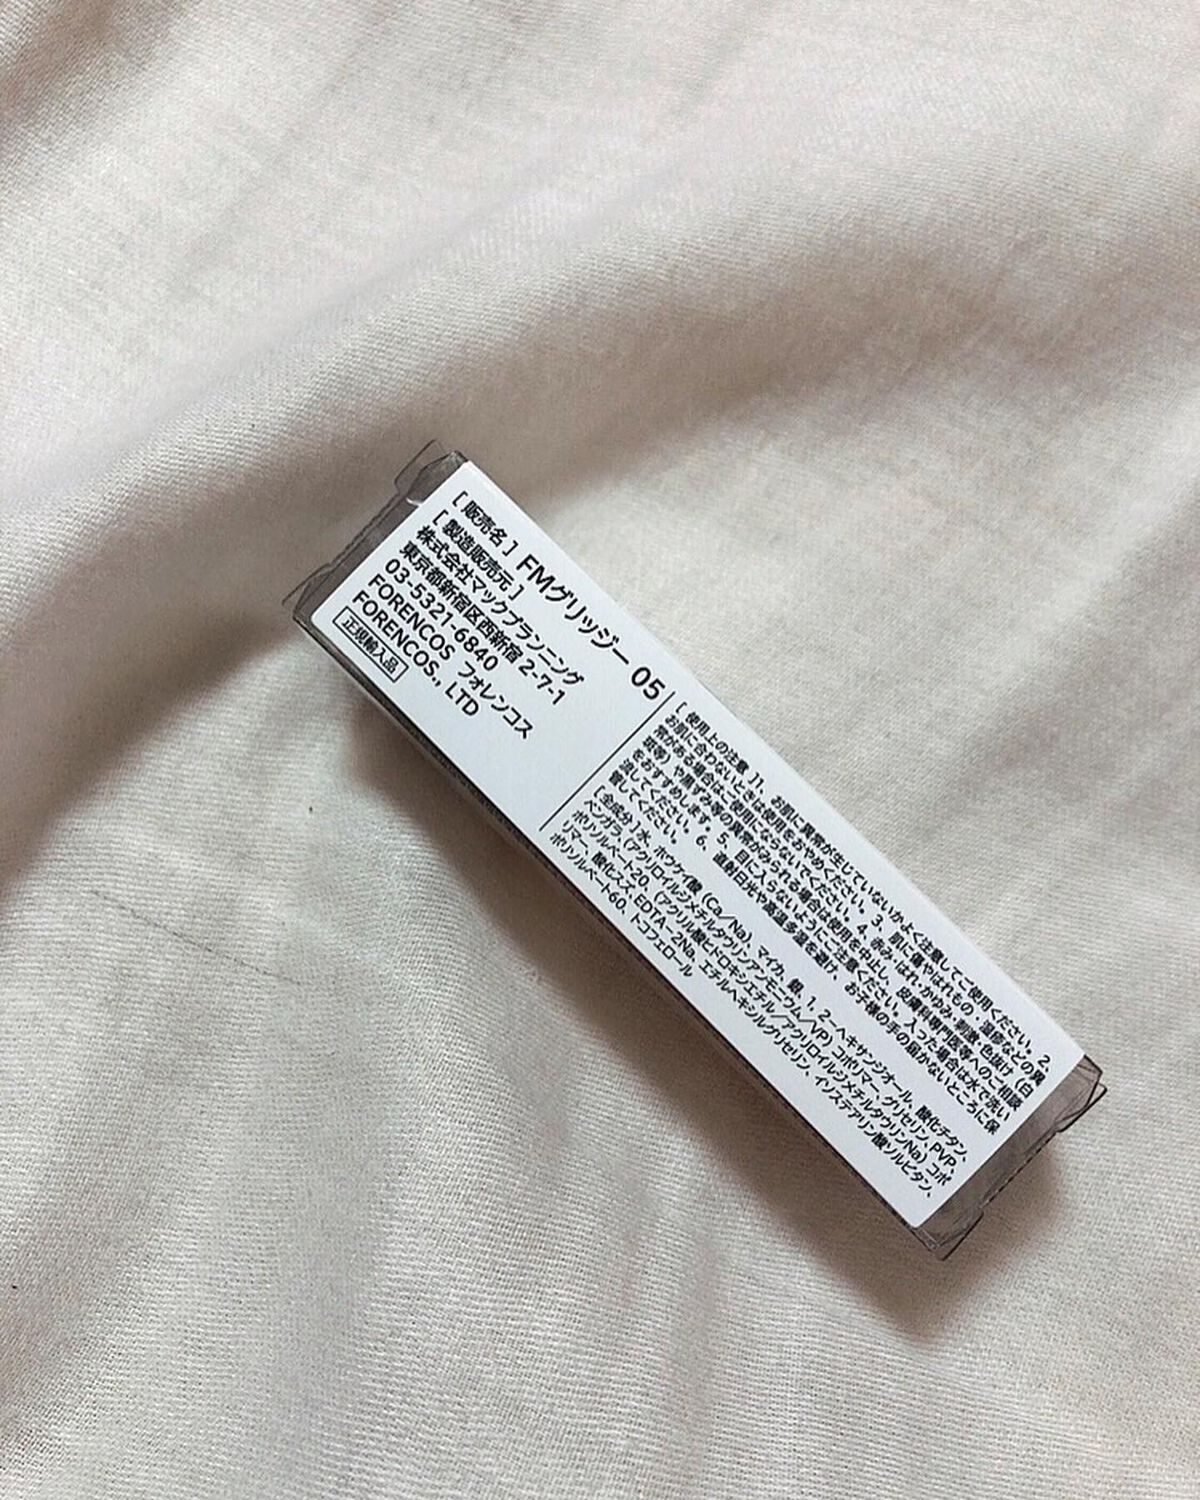 [ 販売名 ] FMグリッジー 05
[ 製造販売元 ]
株式会社マックプランニング
東京都新宿区西新宿 2-7-1
03-5321-6840
FORENCOS フォレンコス
FORENCOS., LTD
正規輸入品
[ 使用上の注意 ]1、お肌に異常が生じていないかよく注意してご使用ください。2、
お肌に合わないときは使用をおやめください。3、肌に傷やはれもの・湿疹などの異
常がある場合はご使用にならないでください。4、赤み・はれ・かゆみ・刺激、色抜け（白
斑等）や黒ずみ等の異常がみられる場合は使用を中止し、皮膚科専門医等へのご相談
をおすすめします。5、目に入らないようにご注意ください。入った場合は水で洗い
流してください。6、直射日光や高温多湿を避け、お子様の手の届かないところに保
管してください。
[ 全成分 ] 水、ホウケイ酸（Ca／Na）、マイカ、銀、1，2−ヘキサンジオール、酸化チタン、
ベンガラ、（アクリロイルジメチルタウリンアンモニウム／VP）コポリマー、グリセリン、PVP、
ポリソルベート20、（アクリル酸ヒドロキシエチル／アクリロイルジメチルタウリンNa）コポ
リマー、酸化スズ、EDTA−2Na、エチルヘキシルグリセリン、イソステアリン酸ソルビタン、
ポリソルベート60、トコフェロール